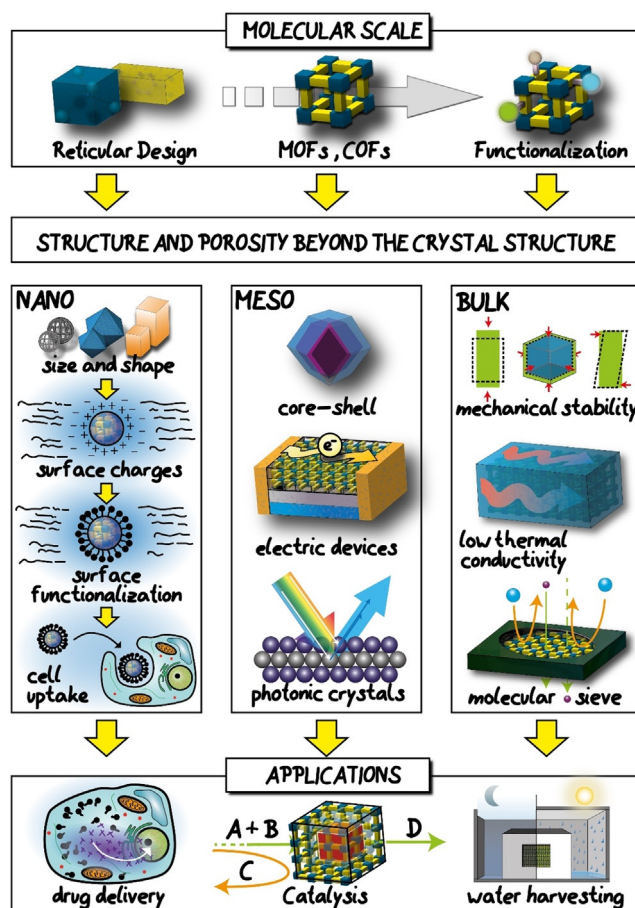 MOLECULAR SCALE
Reticular Design
MOFs, COFs
Functionalization
STRUCTURE AND POROSITY BEYOND THE CRYSTAL STRUCTURE
NANO
size and shape
surface charges
surface
functionalization
cell
uptake
MESO
core-shell
e-
electric devices
photonic crystals
BULK
mechanical stability
low thermal
conductivity
molecular sieve
APPLICATIONS
drug delivery
A + B
C
D
Catalysis
water harvesting